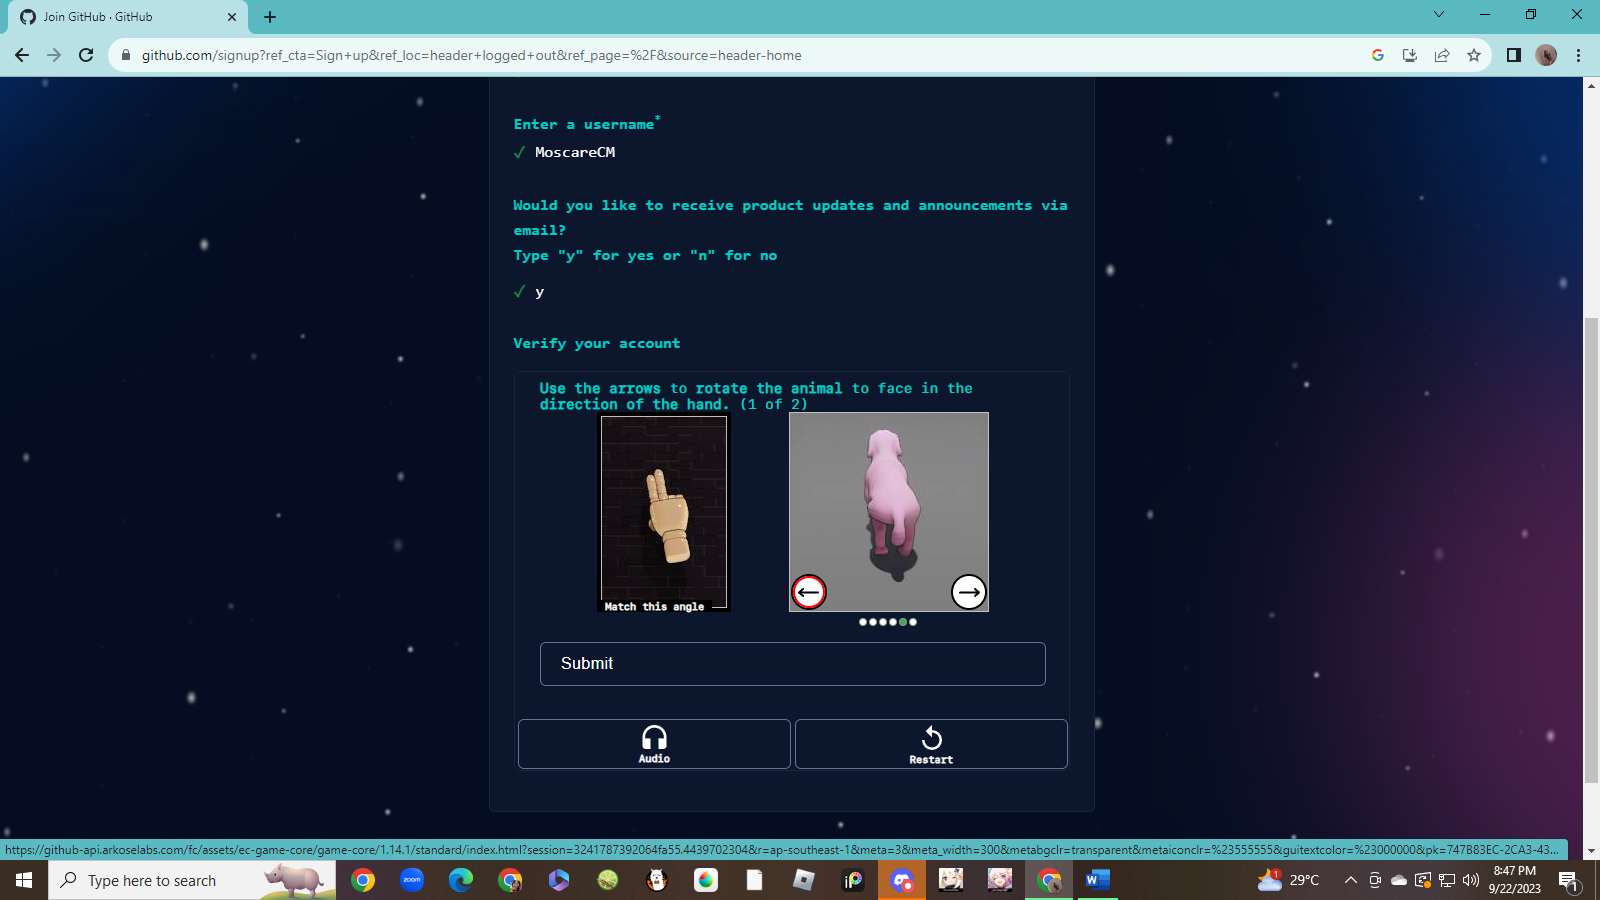 Join GitHub · GitHub
github.com/signup?ref_cta=Sign+up&ref_loc=header+logged+out&ref_page=%2F&source=header-home
Enter a username*
✓ MoscareCM
Would you like to receive product updates and announcements via
email?
Type "y" for yes or "n" for no
✓ y
Verify your account
Use the arrows to rotate the animal to face in the
direction of the hand. (1 of 2)
Match this angle
Submit
Audio
Restart
https://github-api.arkoselabs.com/fc/assets/ec-game-core/game-core/1.14.1/standard/index.html?session=3241787392064fa55.4439702304&r=ap-southeast-1&meta=3&meta_width=300&metabgclr=transparent&metaiconclr=%23555555&guitextcolor=%23000000&pk=747B83EC-2CA3-43...
Type here to search
zoom
iP
W
1
29°C
8:47 PM
9/22/2023
1